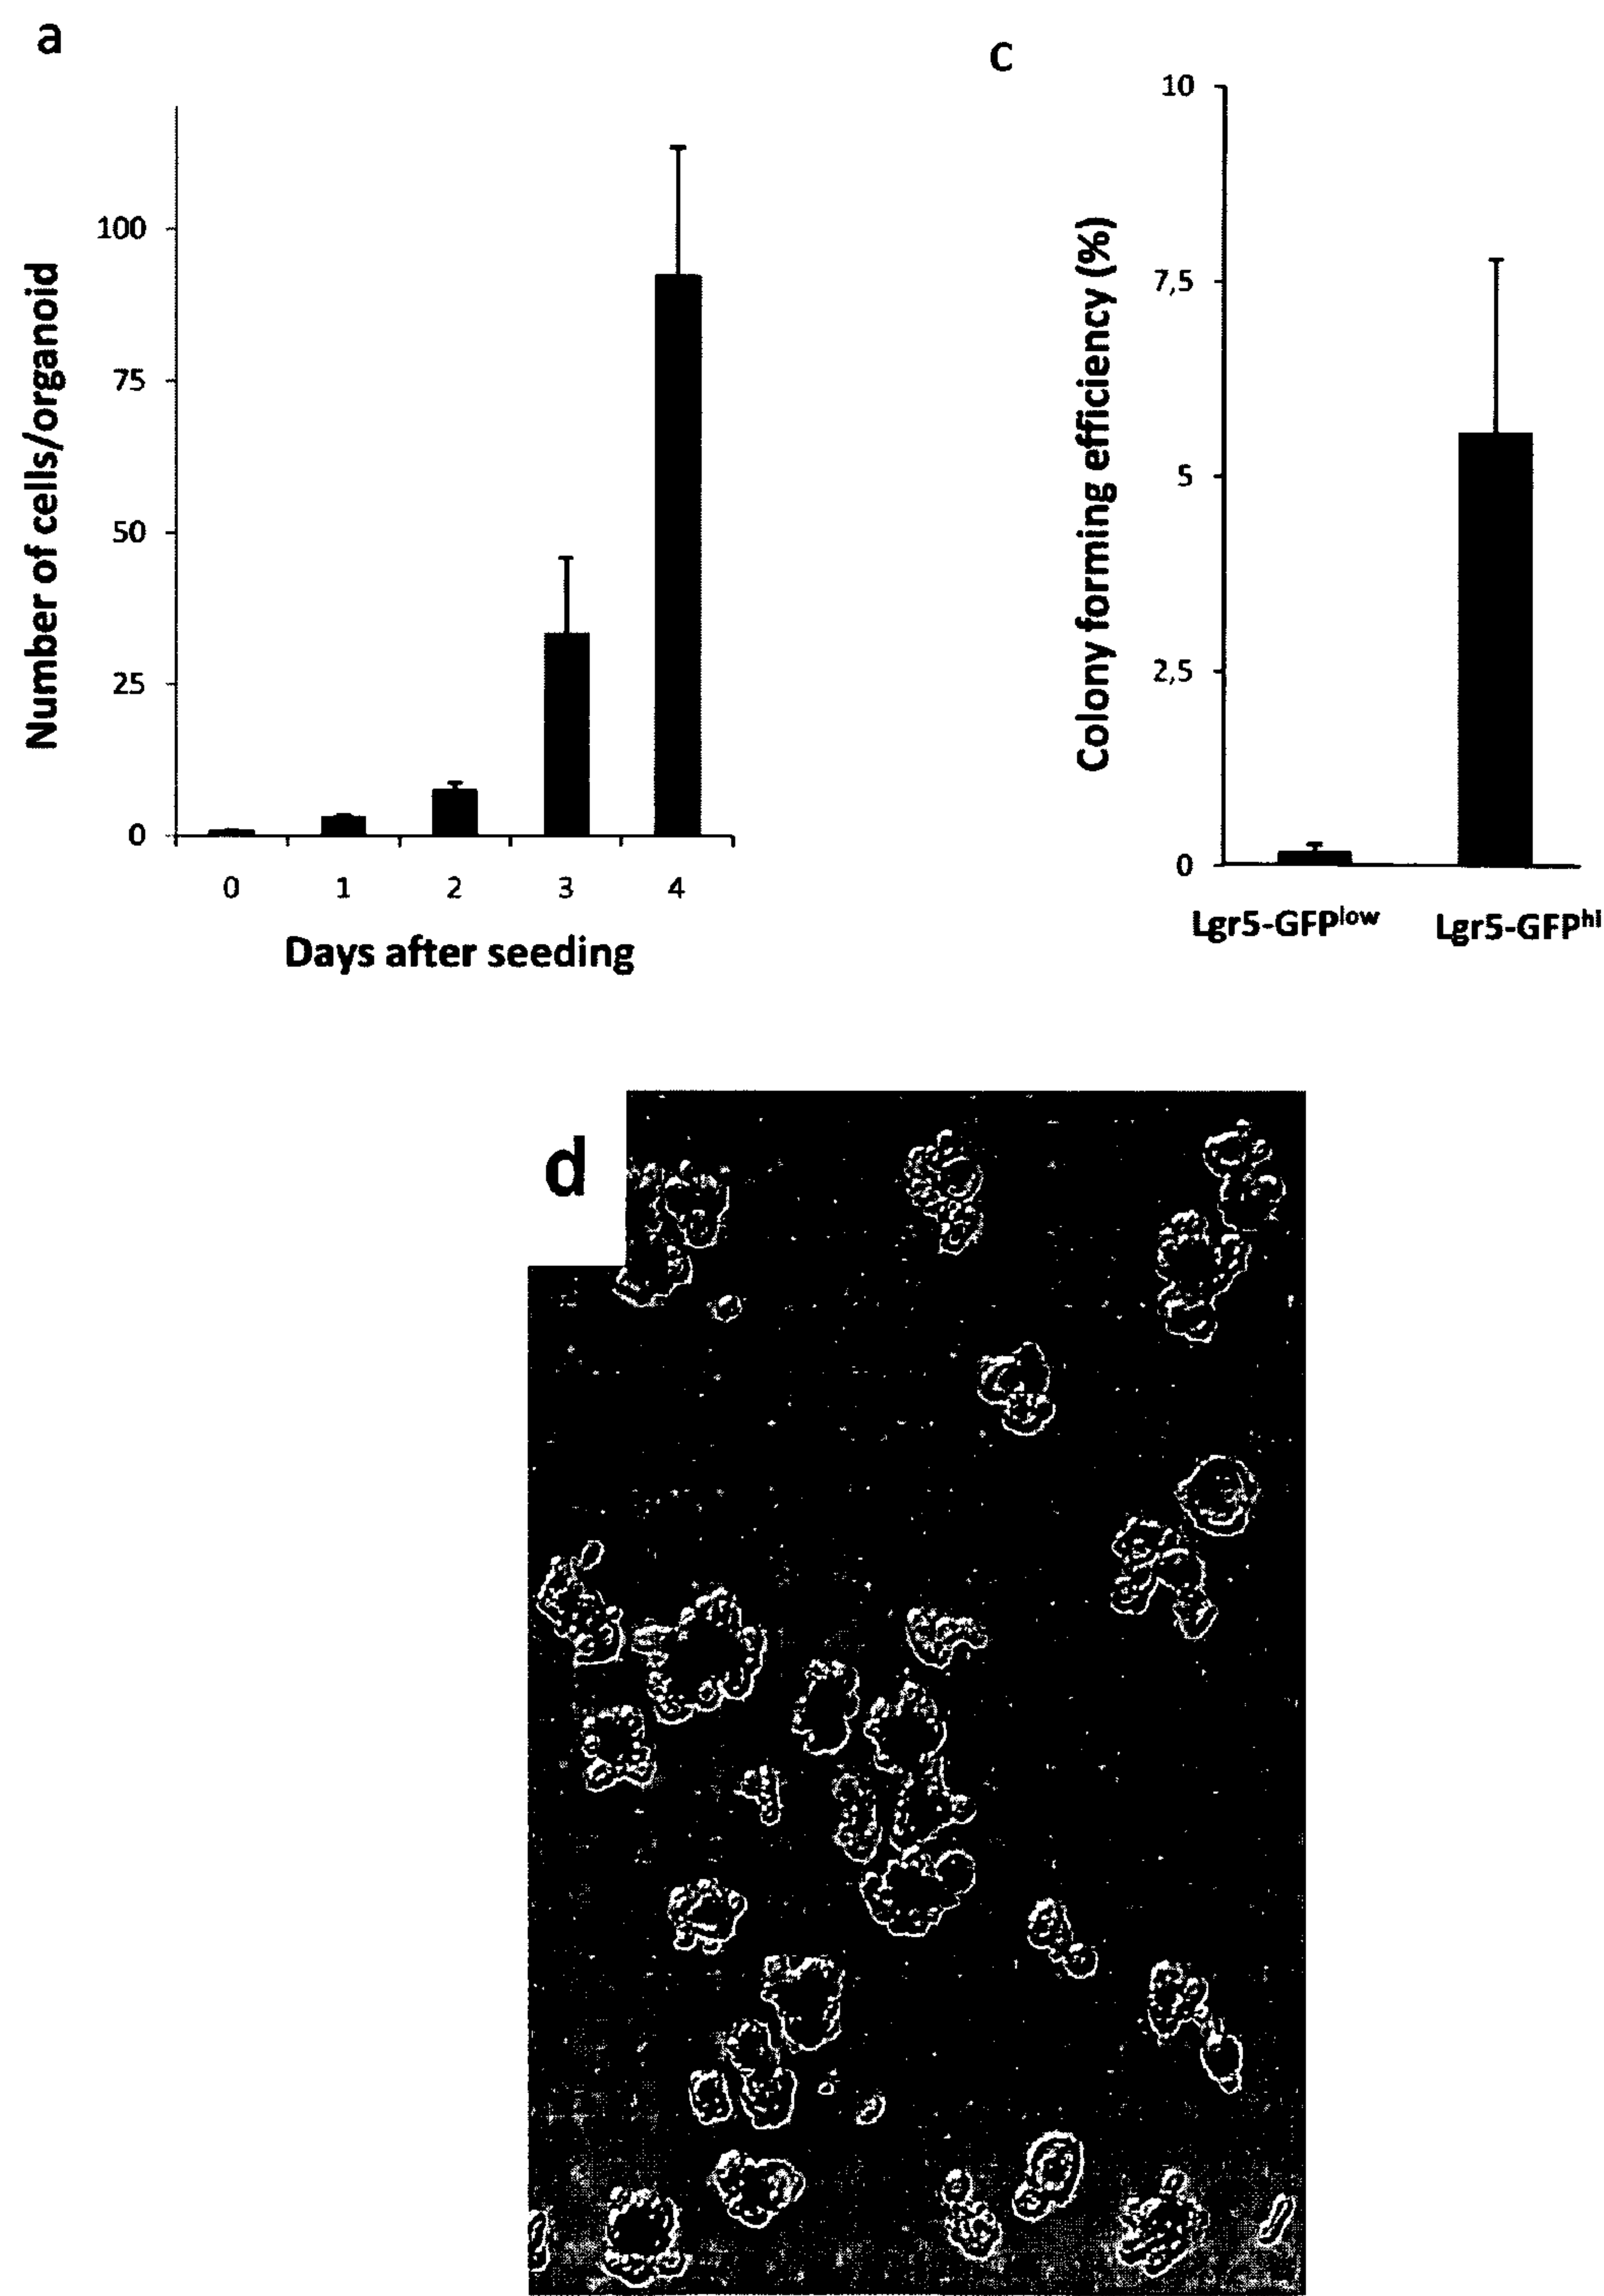 a
100
75
50
25
0
Number of cells/organoid
0 1 2 3 4
Days after seeding
c
10
7,5
5
2,5
0
Colony forming efficiency (%)
Lgr5-GFPlow Lgr5-GFPhi
d